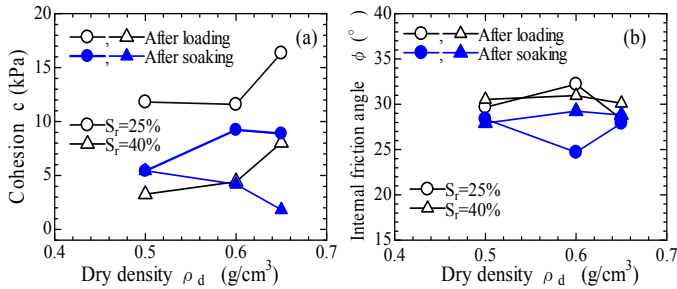 20
15
10
5
0
Cohesion c (kPa)
(a)
, After loading
, After soaking
Sr=25%
Sr=40%
0.4 0.5 0.6 0.7
Dry density ρd (g/cm³)
40
35
30
25
20
15
Internal friction angle ϕ (°)
(b)
, After loading
, After soaking
Sr=25%
Sr=40%
0.4 0.5 0.6 0.7
Dry density ρd (g/cm³)